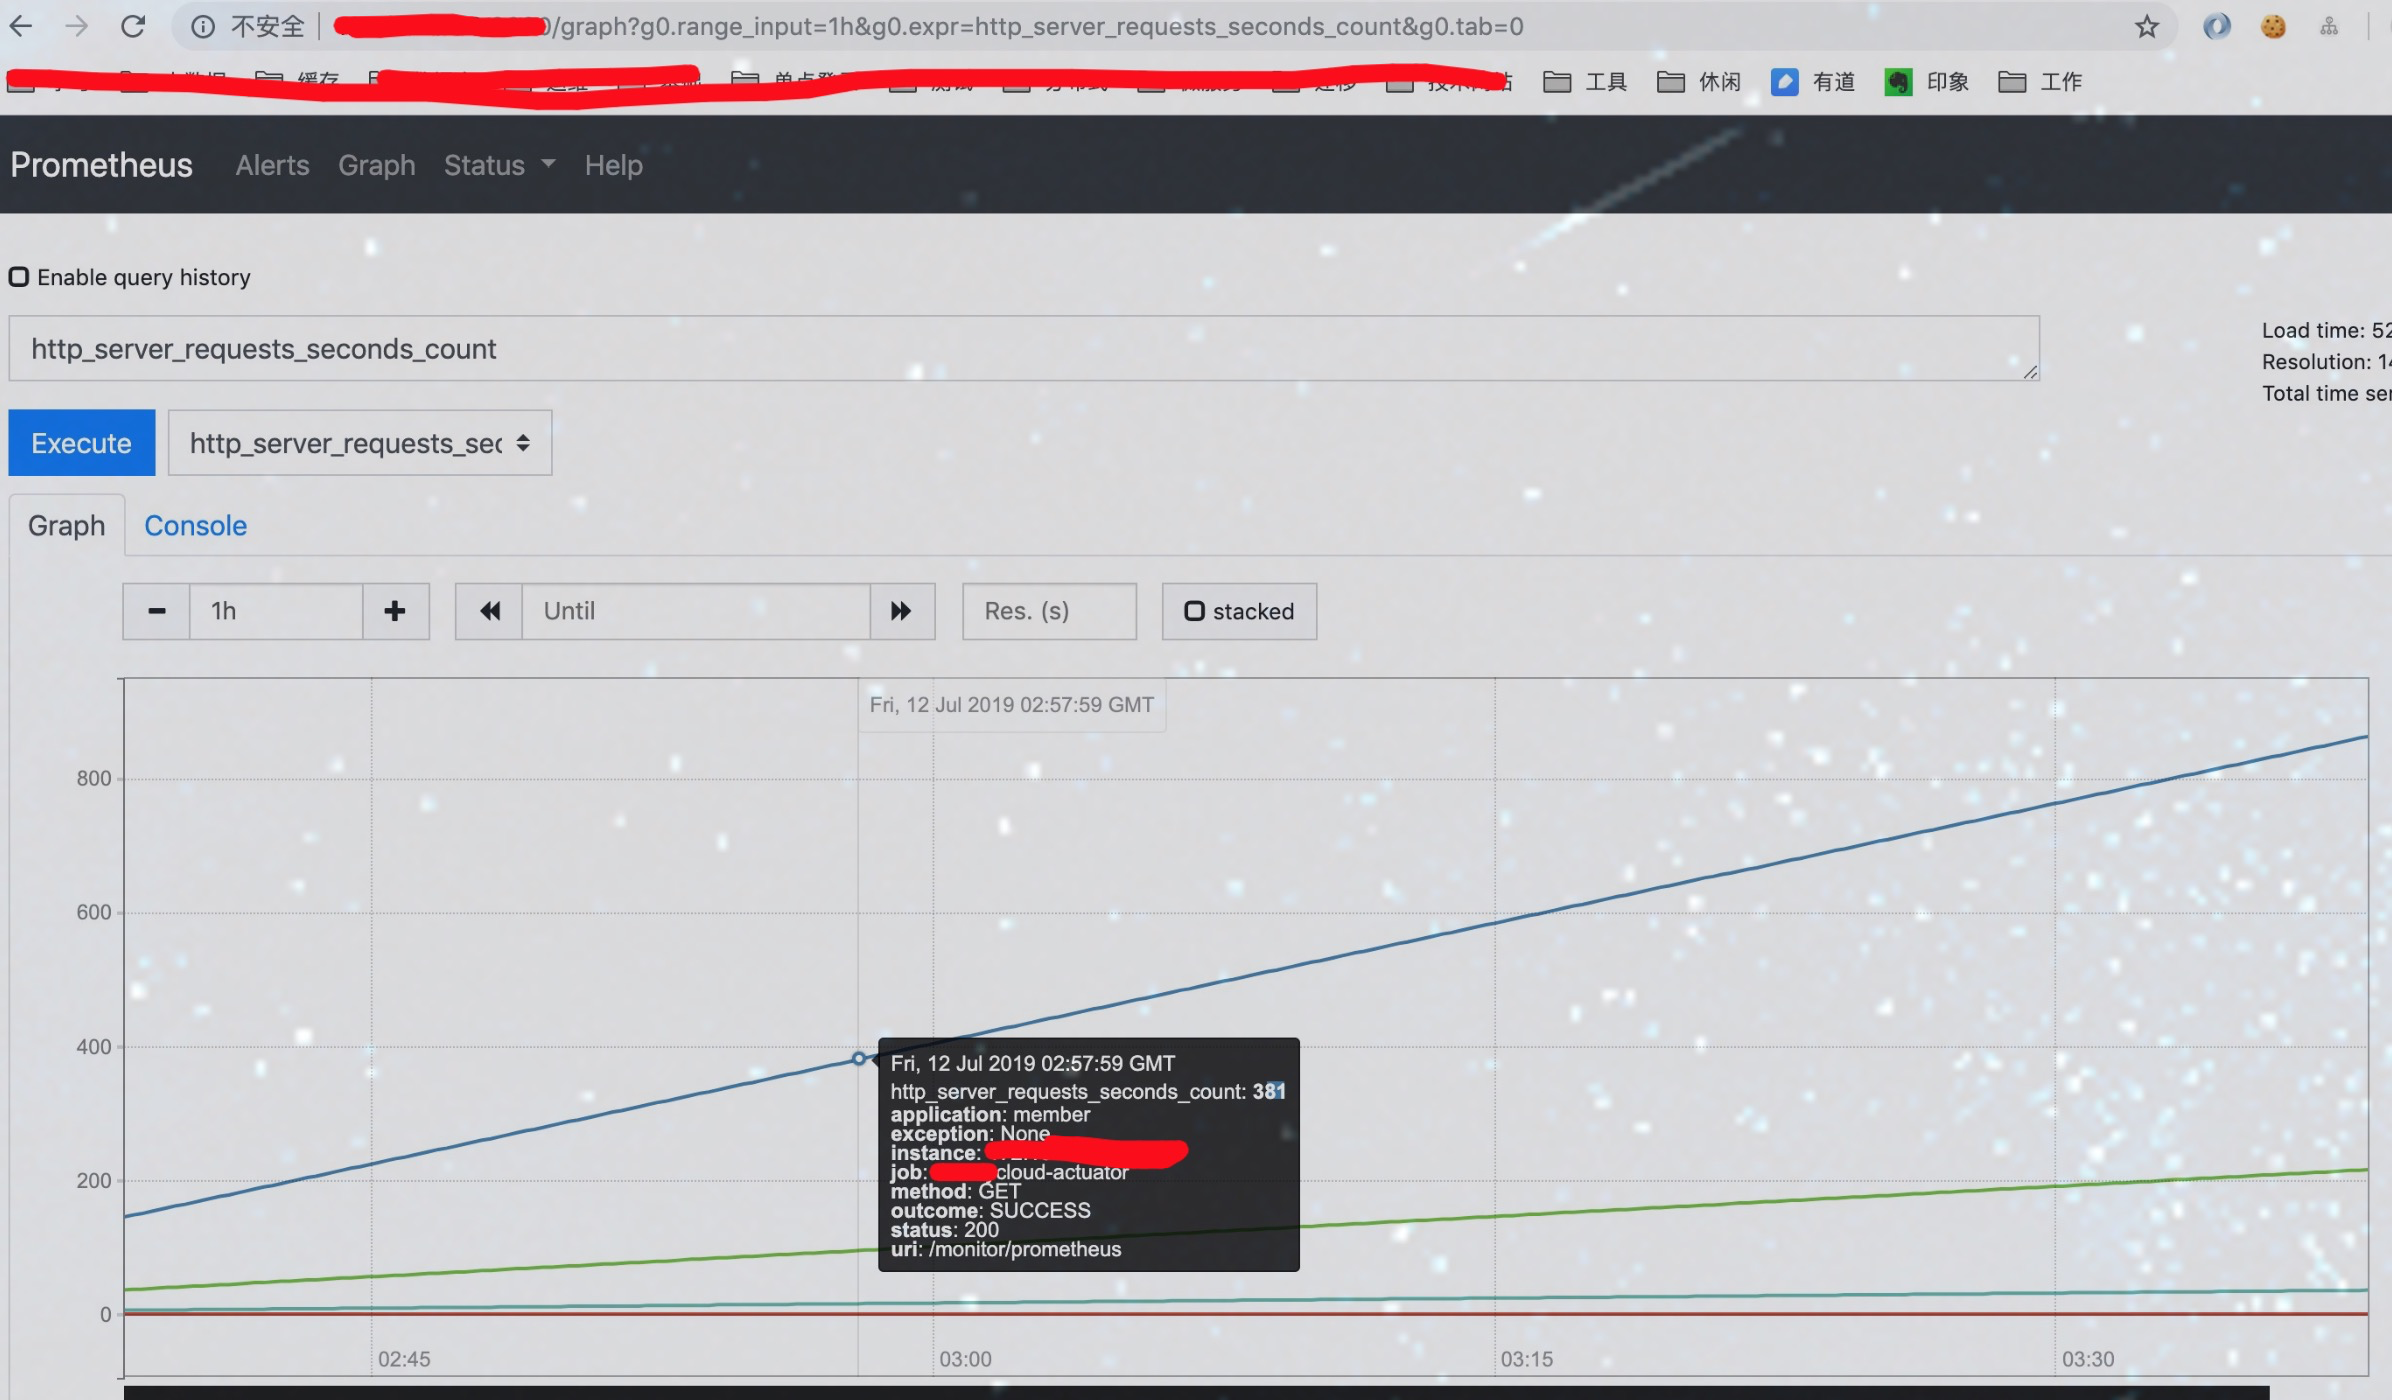 不安全
/graph?g0.range_input=1h&g0.expr=http_server_requests_seconds_count&g0.tab=0
缓存 工具 休闲 有道 印象 工作
Prometheus Alerts Graph Status Help
Enable query history
http_server_requests_seconds_count
Load time: 52
Resolution: 14
Total time ser
Execute http_server_requests_sec
Graph Console
1h Until Res. (s) stacked
Fri, 12 Jul 2019 02:57:59 GMT
800
600
400
200
0
Fri, 12 Jul 2019 02:57:59 GMT
http_server_requests_seconds_count: 381
application: member
exception: None
instance:
job: cloud-actuator
method: GET
outcome: SUCCESS
status: 200
uri: /monitor/prometheus
02:45 03:00 03:15 03:30